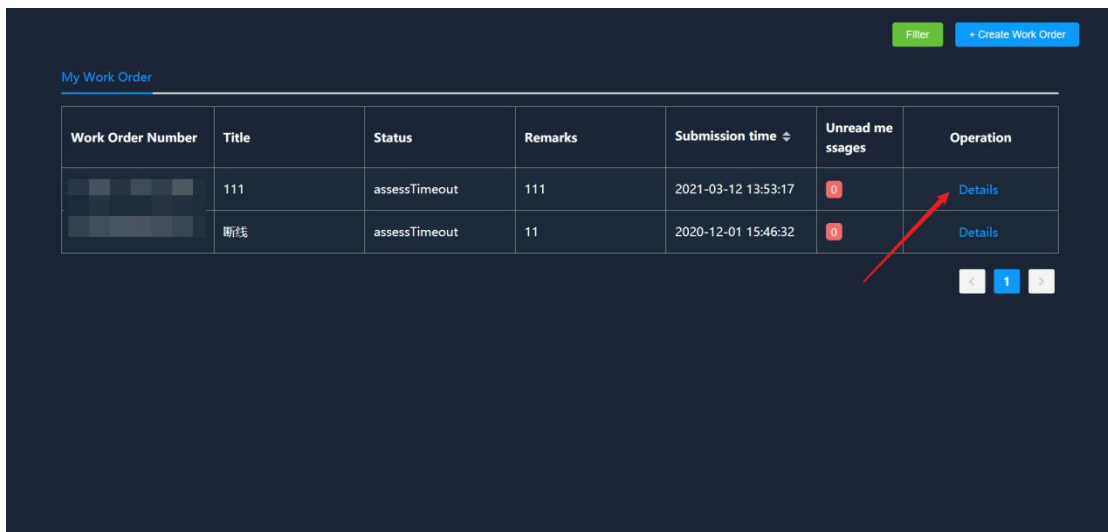 Filter + Create Work Order
My Work Order
Work Order Number Title Status Remarks Submission time Unread me
ssages Operation
111 assessTimeout 111 2021-03-12 13:53:17 0 Details
断线 assessTimeout 11 2020-12-01 15:46:32 0 Details
< 1 >